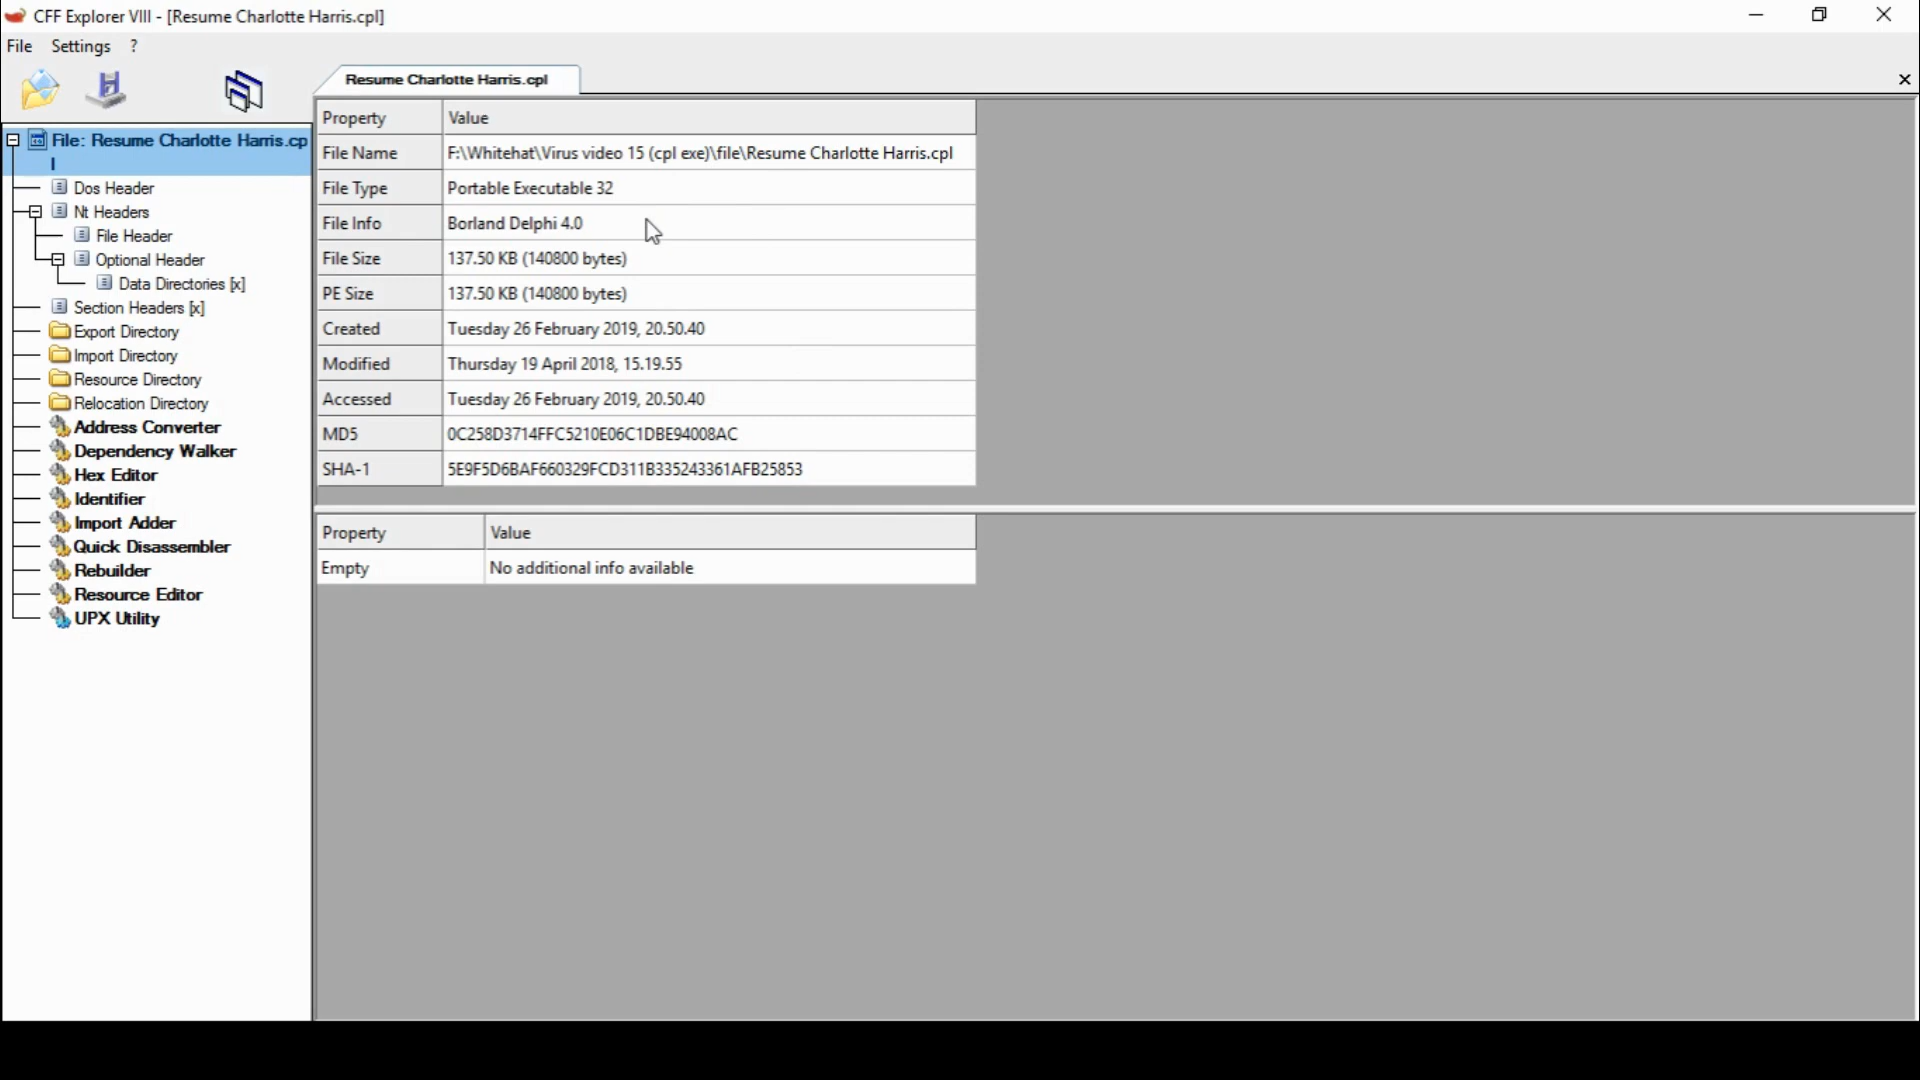 CFF Explorer VIII - [Resume Charlotte Harris.cpl]
File Settings ?
Resume Charlotte Harris.cpl
File: Resume Charlotte Harris.cp
l
Dos Header
Nt Headers
File Header
Optional Header
Data Directories [x]
Section Headers [x]
Export Directory
Import Directory
Resource Directory
Relocation Directory
Address Converter
Dependency Walker
Hex Editor
Identifier
Import Adder
Quick Disassembler
Rebuilder
Resource Editor
UPX Utility
Property Value
File Name F:\Whitehat\Virus video 15 (cpl exe)\file\Resume Charlotte Harris.cpl
File Type Portable Executable 32
File Info Borland Delphi 4.0
File Size 137.50 KB (140800 bytes)
PE Size 137.50 KB (140800 bytes)
Created Tuesday 26 February 2019, 20.50.40
Modified Thursday 19 April 2018, 15.19.55
Accessed Tuesday 26 February 2019, 20.50.40
MD5 0C258D3714FFC5210E06C1DBE94008AC
SHA-1 5E9F5D6BAF660329FCD311B335243361AFB25853
Property Value
Empty No additional info available